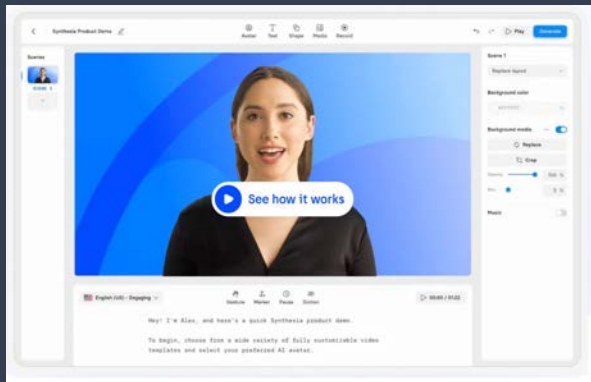 Synthesia Product Demo
Avatar Text Shape Media Record
Play Generate
Scenes
Scene 1
Replace layout
Background color
Background media
Replace
Crop
Music
See how it works
English (US) - Engaging
Gesture Marker Pause Diction
Hey! I'm Alex, and here's a quick Synthesia product demo.
To begin, choose from a wide variety of fully customizable video
templates and select your preferred AI avatar.